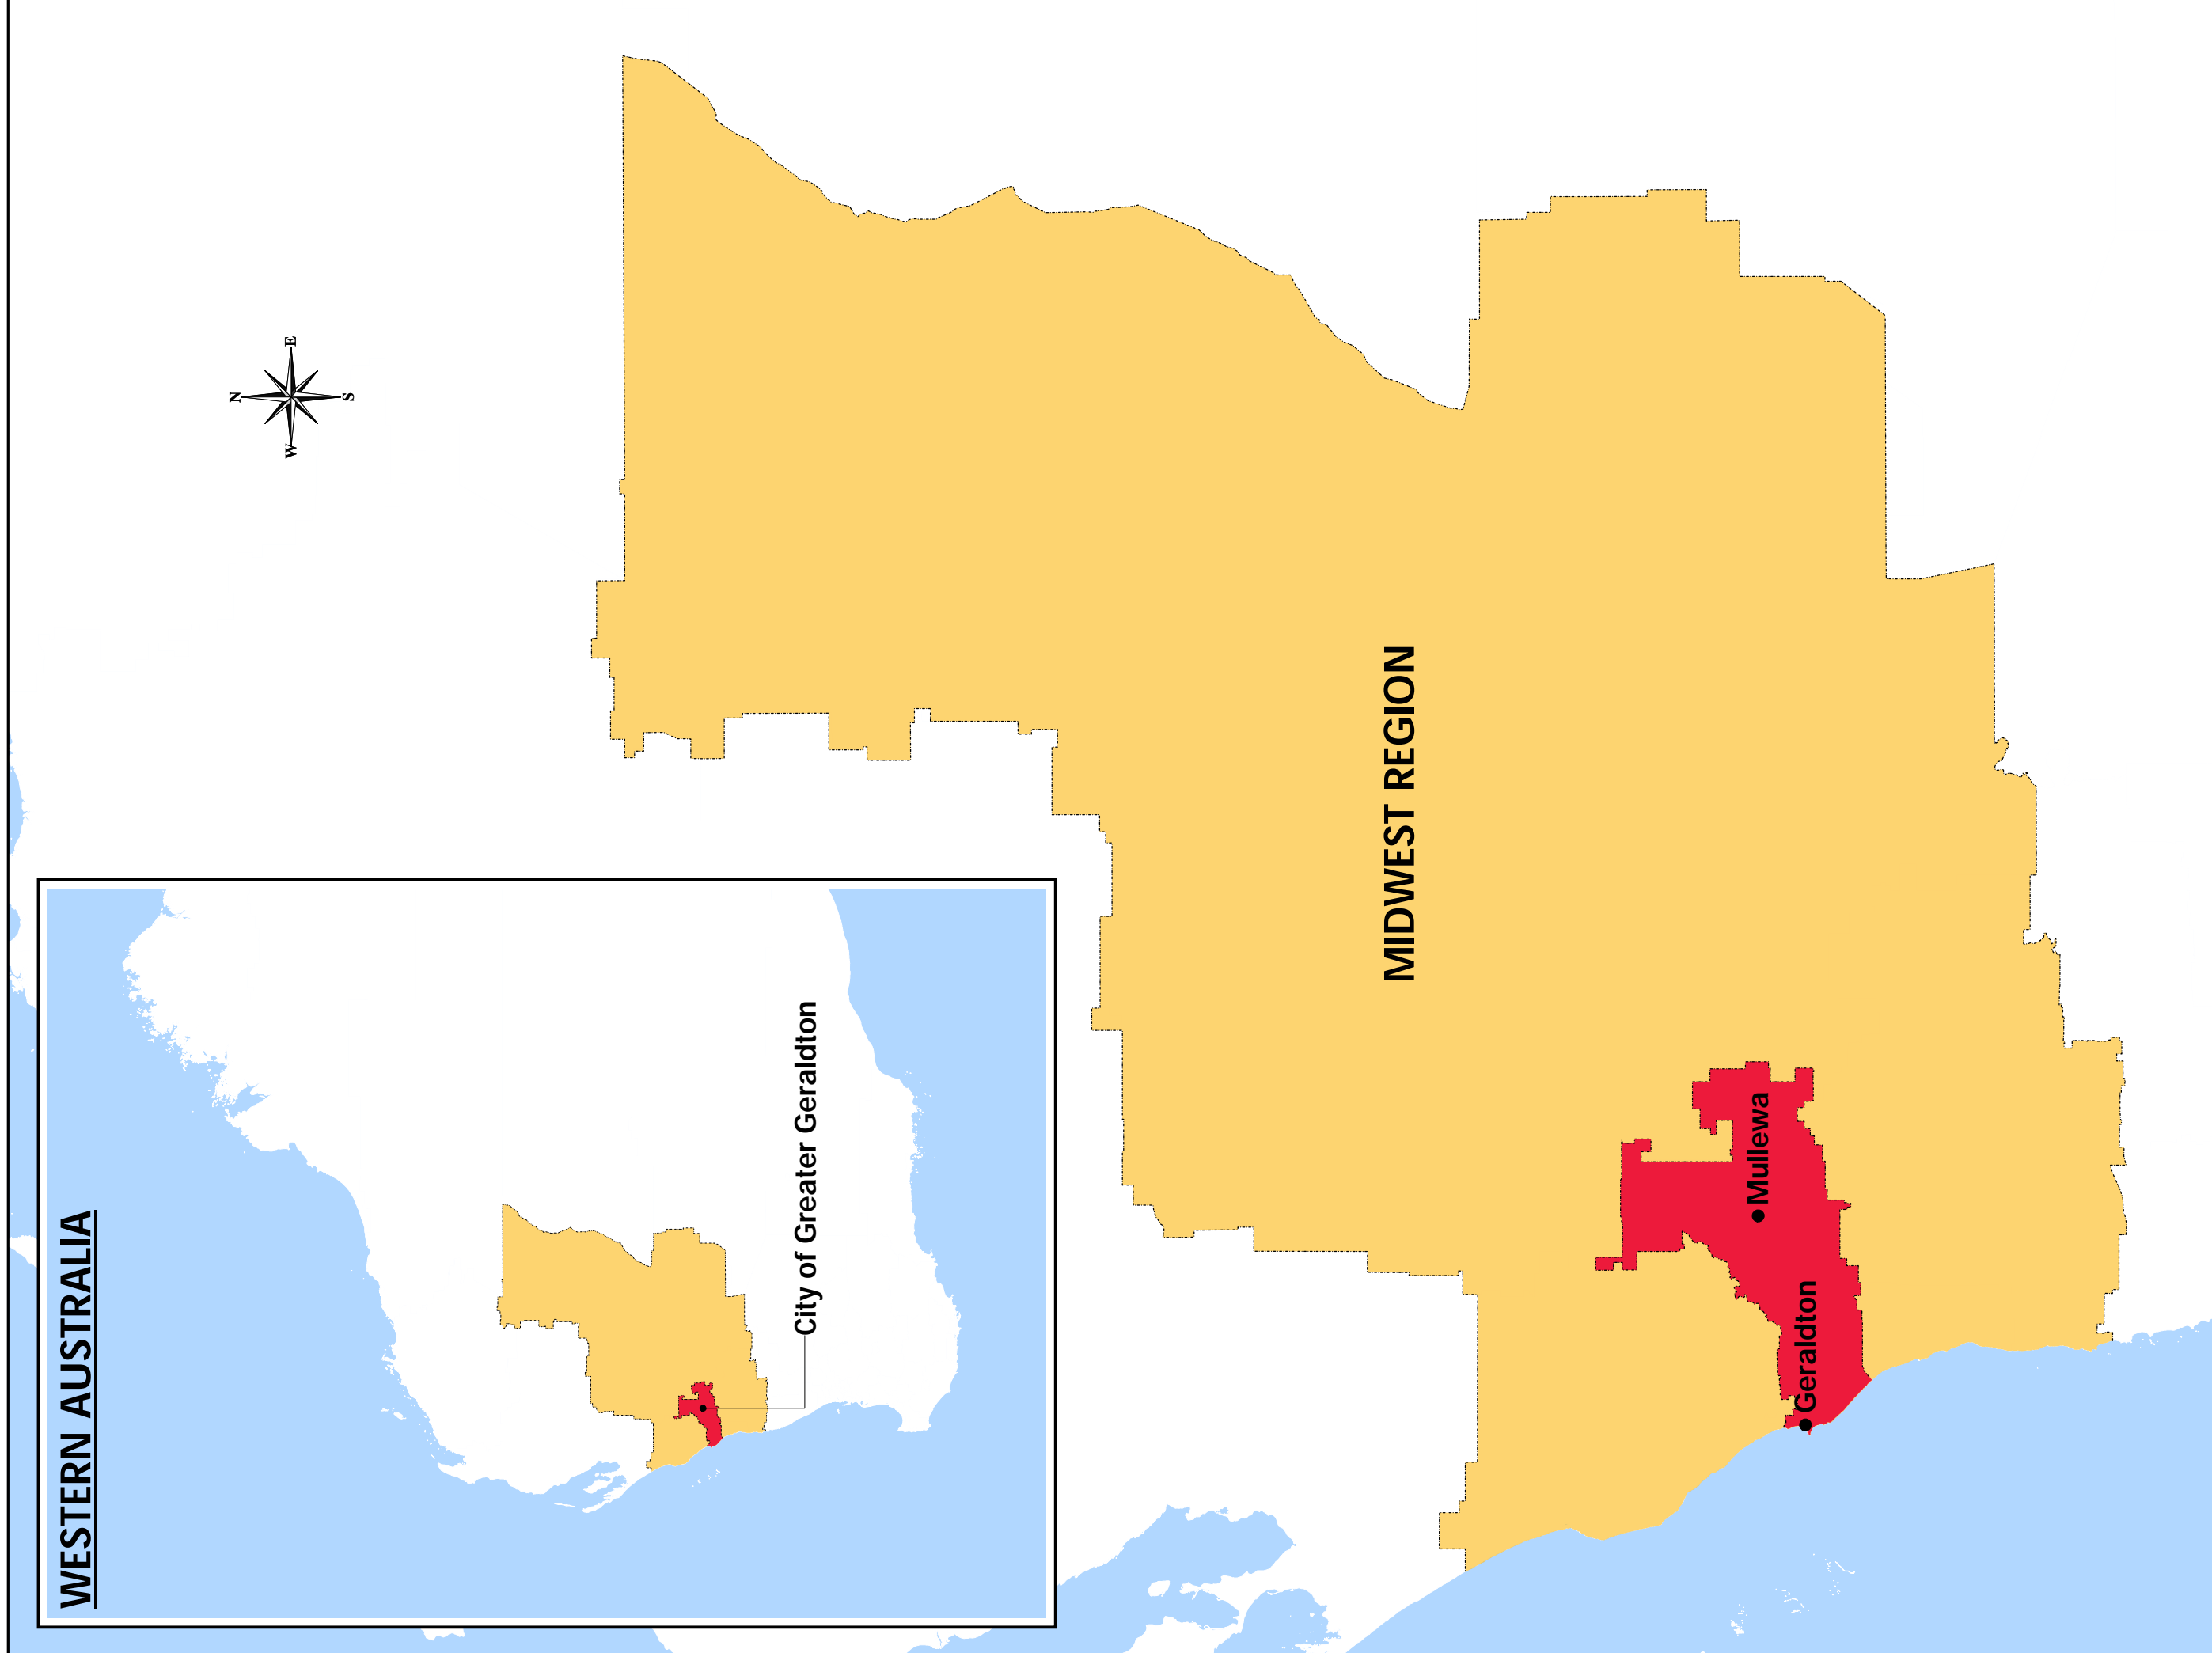 WESTERN AUSTRALIA
City of Greater Geraldton
N
E
S
W
MIDWEST REGION
Mullewa
Geraldton